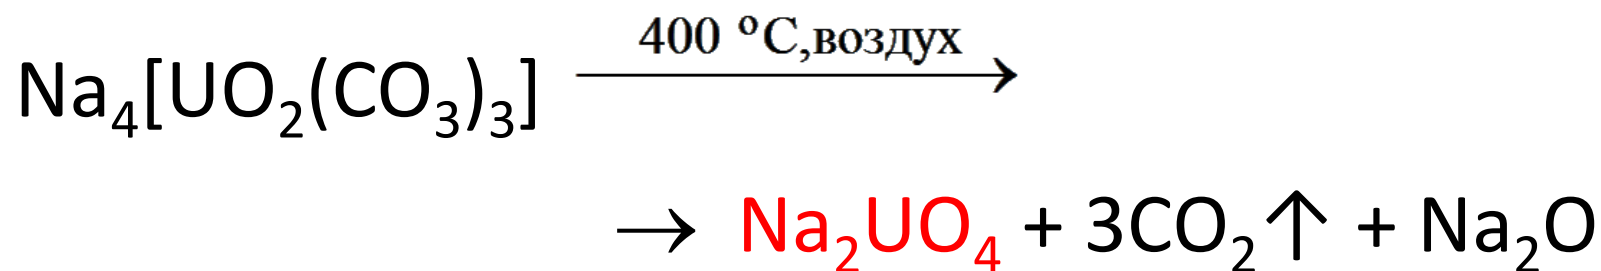 400 °C,воздух
Na₄[UO₂(CO₃)₃] →
→ Na₂UO₄ + 3CO₂↑ + Na₂O